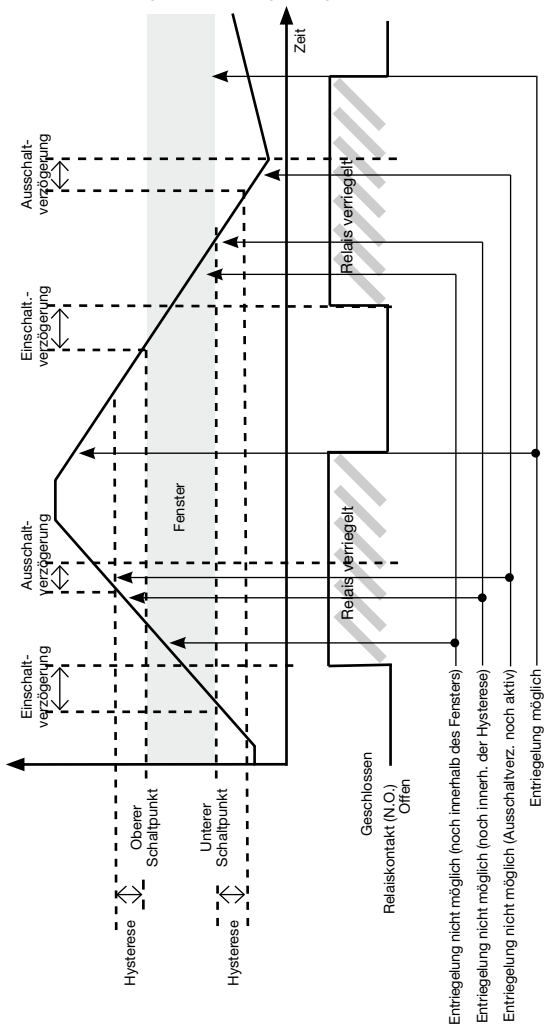 Einschalt-
verzögerung
Ausschalt-
verzögerung
Einschalt.-
verzögerung
Ausschalt-
verzögerung
Hysterese
Oberer
Schaltpunkt
Fenster
Hysterese
Unterer
Schaltpunkt
Zeit
Geschlossen
Relaiskontakt (N.O.)
Offen
Relais verriegelt
Relais verriegelt
Entriegelung nicht möglich (noch innerhalb des Fensters)
Entriegelung nicht möglich (noch innerh. der Hysterese)
Entriegelung nicht möglich (Ausschaltverz. noch aktiv)
Entriegelung möglich